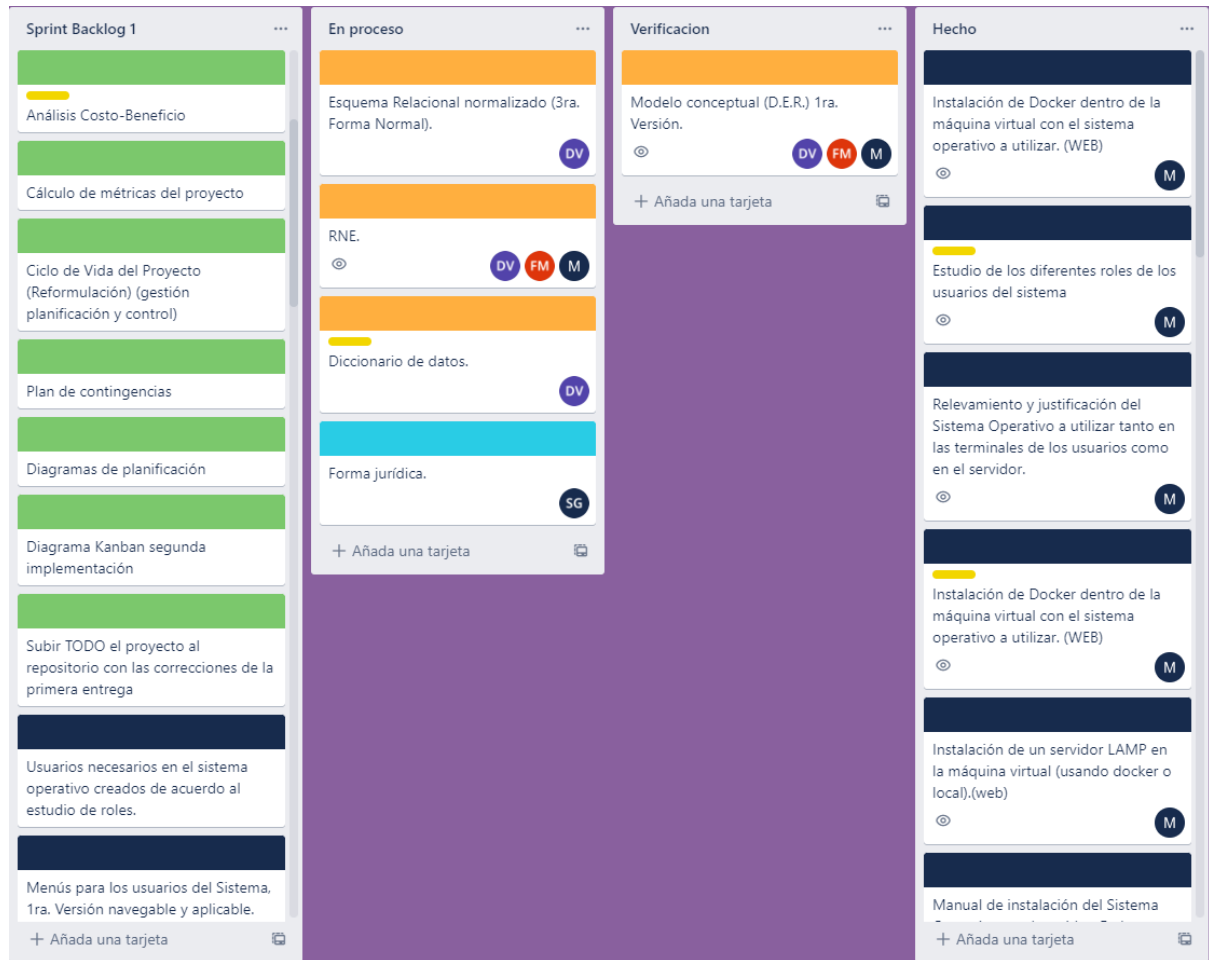 Sprint Backlog 1
Análisis Costo-Beneficio
Cálculo de métricas del proyecto
Ciclo de Vida del Proyecto
(Reformulación) (gestión
planificación y control)
Plan de contingencias
Diagramas de planificación
Diagrama Kanban segunda
implementación
Subir TODO el proyecto al
repositorio con las correcciones de la
primera entrega
Usuarios necesarios en el sistema
operativo creados de acuerdo al
estudio de roles.
Menús para los usuarios del Sistema,
1ra. Versión navegable y aplicable.
+ Añada una tarjeta
En proceso
Esquema Relacional normalizado (3ra.
Forma Normal).
DV
RNE.
DV FM M
Diccionario de datos.
DV
Forma jurídica.
SG
+ Añada una tarjeta
Verificacion
Modelo conceptual (D.E.R.) 1ra.
Versión.
DV FM M
+ Añada una tarjeta
Hecho
Instalación de Docker dentro de la
máquina virtual con el sistema
operativo a utilizar. (WEB)
M
Estudio de los diferentes roles de los
usuarios del sistema
M
Relevamiento y justificación del
Sistema Operativo a utilizar tanto en
las terminales de los usuarios como
en el servidor.
M
Instalación de Docker dentro de la
máquina virtual con el sistema
operativo a utilizar. (WEB)
M
Instalación de un servidor LAMP en
la máquina virtual (usando docker o
local).(web)
M
Manual de instalación del Sistema
+ Añada una tarjeta